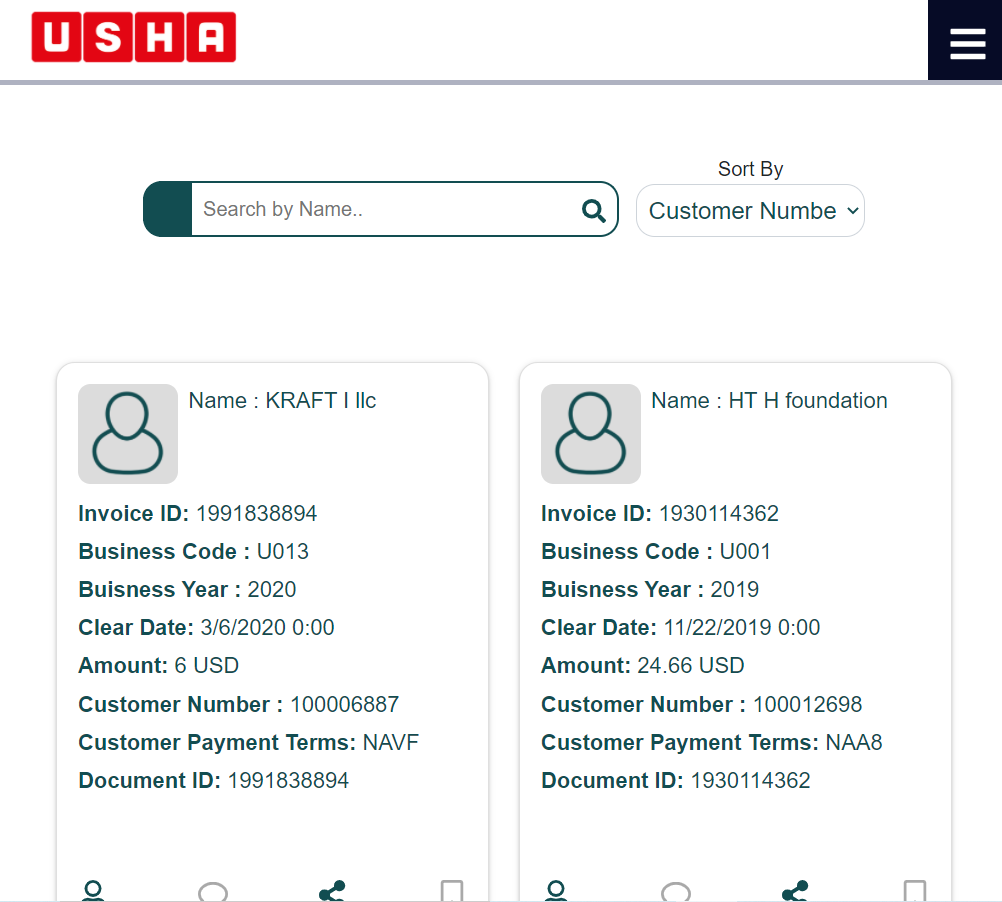 USHA
Sort By
Search by Name..
Customer Numbe
Name : KRAFT I llc
Invoice ID: 1991838894
Business Code : U013
Buisness Year : 2020
Clear Date: 3/6/2020 0:00
Amount: 6 USD
Customer Number : 100006887
Customer Payment Terms: NAVF
Document ID: 1991838894
Name : HT H foundation
Invoice ID: 1930114362
Business Code : U001
Buisness Year : 2019
Clear Date: 11/22/2019 0:00
Amount: 24.66 USD
Customer Number : 100012698
Customer Payment Terms: NAA8
Document ID: 1930114362